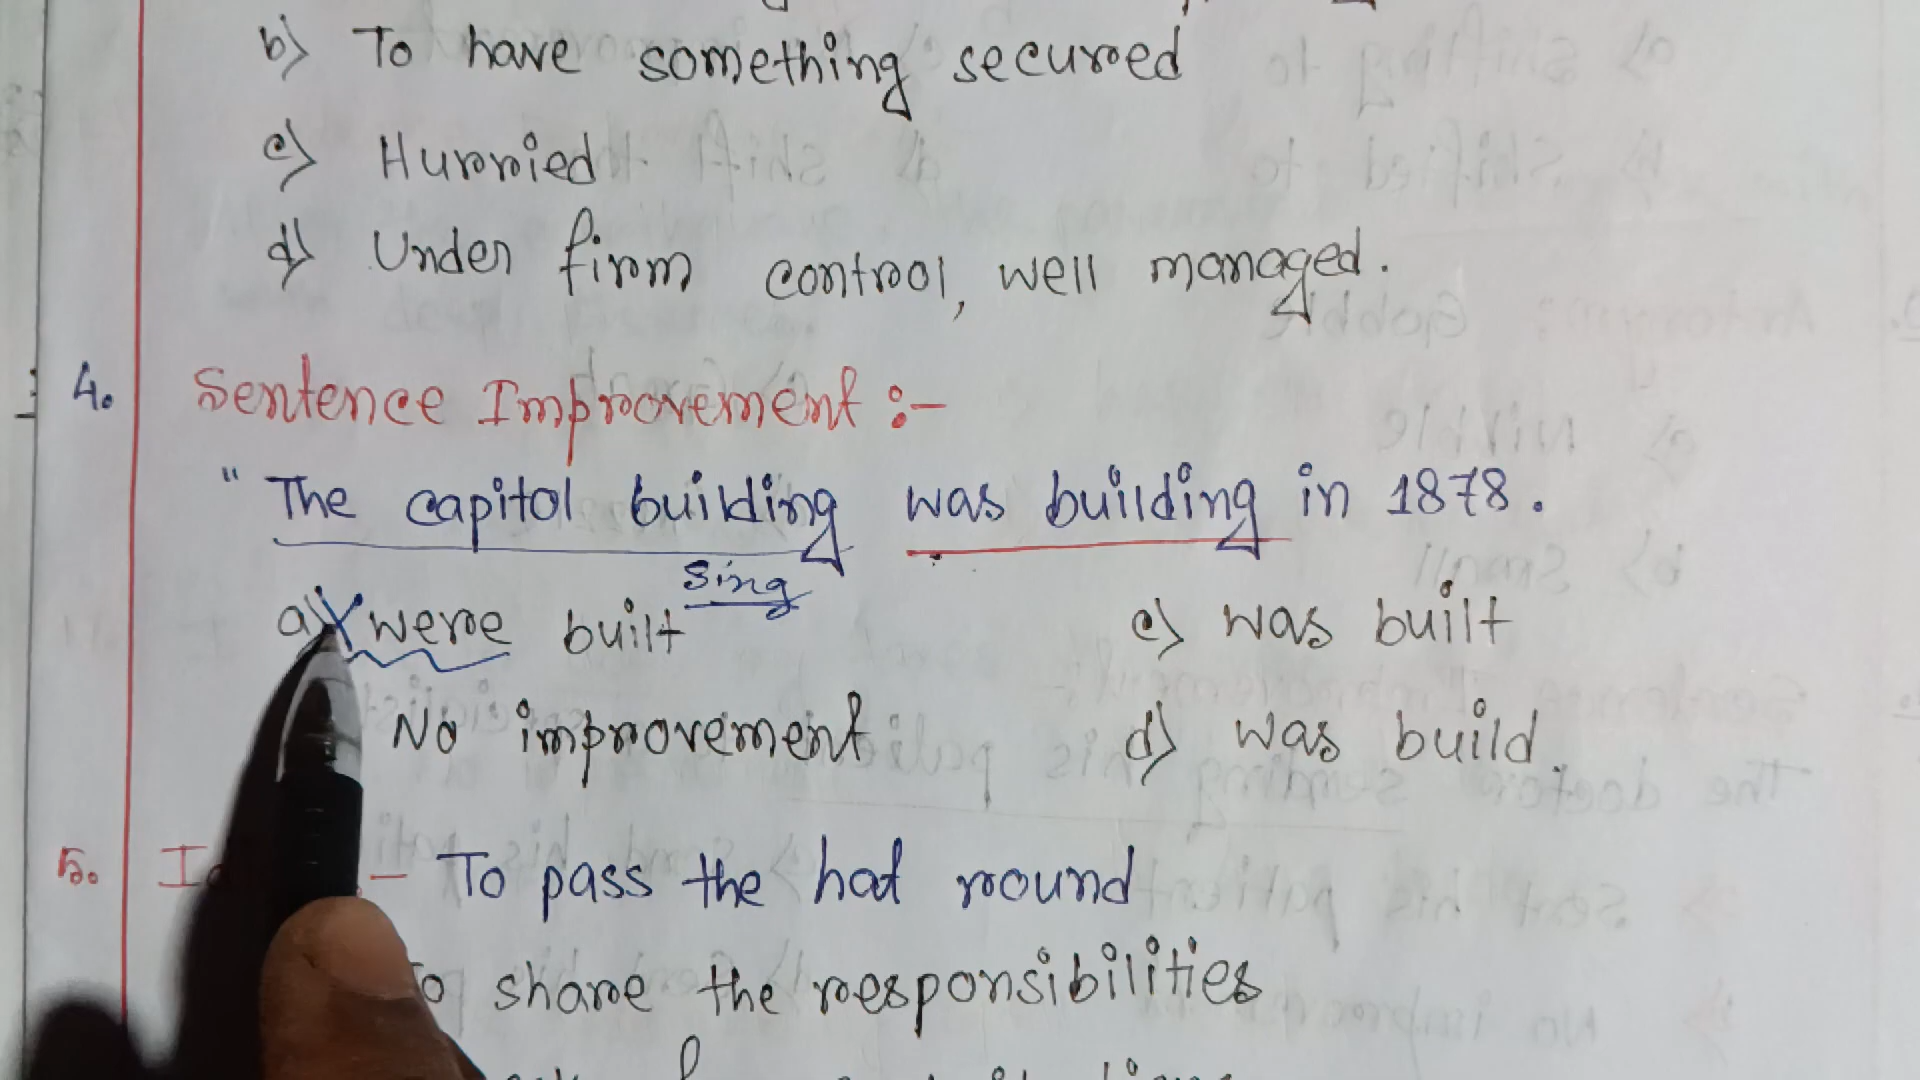 b) To have something secured
c) Hurried
d) Under firm control, well managed.
4. Sentence Improvement :-
"The capitol building was building in 1878.
Sing
a) were built c) was built
No improvement d) was build.
5. - To pass the hat round
share the responsibilities